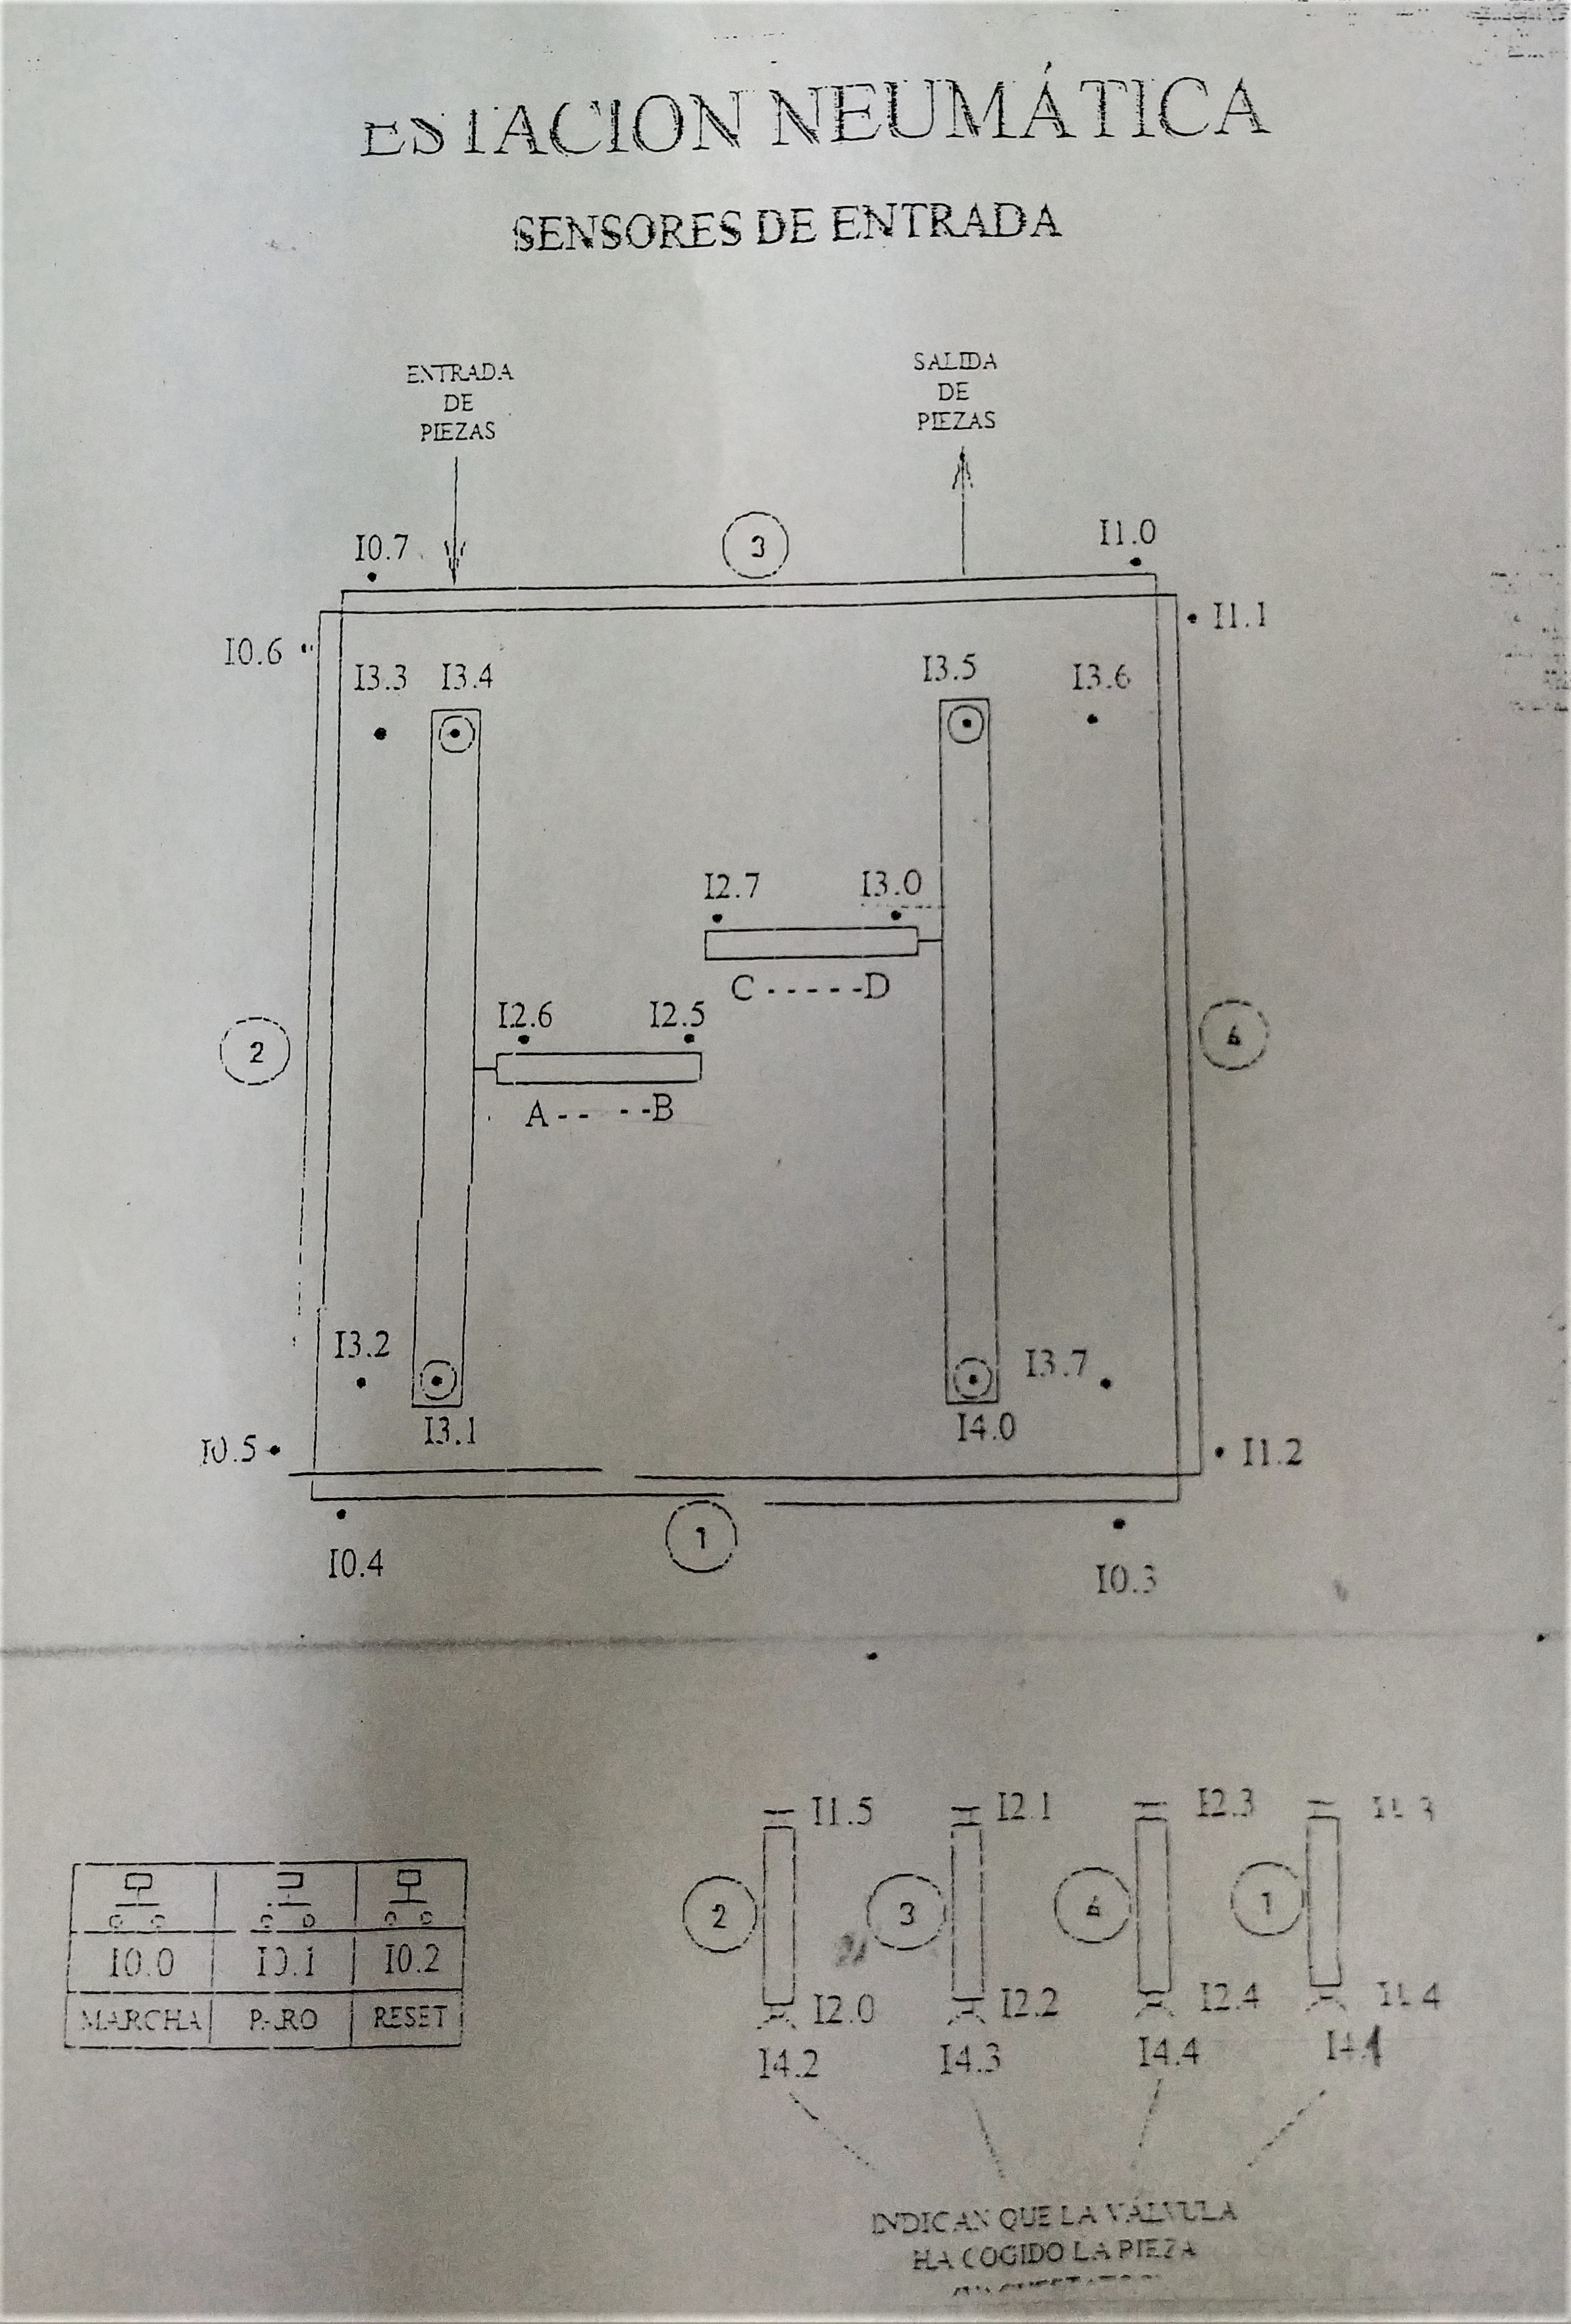 ESTACION NEUMÁTICA
SENSORES DE ENTRADA
ENTRADA
DE
PIEZAS
SALIDA
DE
PIEZAS
I0.7
3
I1.0
I0.6
I1.1
I3.3 I3.4
I3.5
I3.6
I2.7
I3.0
C - - - - - D
I2.6
I2.5
2
4
A - - - - B
I3.2
I3.7
I3.1
I4.0
I0.5
I1.2
1
I0.4
I0.3
I1.5
I2.1
I2.3
I1.3
2
3
4
1
I0.0
I0.1
I0.2
MARCHA
PARO
RESET
I2.0
I2.2
I2.4
I1.4
I4.2
I4.3
I4.4
I4.1
INDICAN QUE LA VÁLVULA
HA COGIDO LA PIEZA